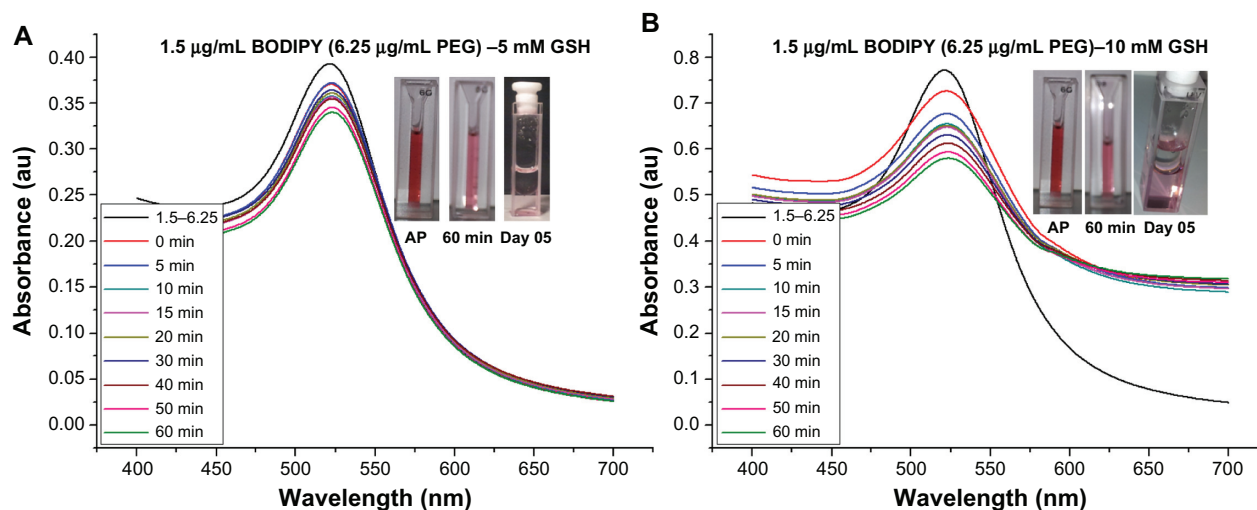 A
1.5 µg/mL BODIPY (6.25 µg/mL PEG) –5 mM GSH
0.40
0.35
0.30
0.25
0.20
0.15
0.10
0.05
0.00
Absorbance (au)
1.5–6.25
0 min
5 min
10 min
15 min
20 min
30 min
40 min
50 min
60 min
AP 60 min Day 05
400 450 500 550 600 650 700
Wavelength (nm)
B
1.5 µg/mL BODIPY (6.25 µg/mL PEG)–10 mM GSH
0.8
0.7
0.6
0.5
0.4
0.3
0.2
0.1
0.0
Absorbance (au)
1.5–6.25
0 min
5 min
10 min
15 min
20 min
30 min
40 min
50 min
60 min
AP 60 min Day 05
400 450 500 550 600 650 700
Wavelength (nm)